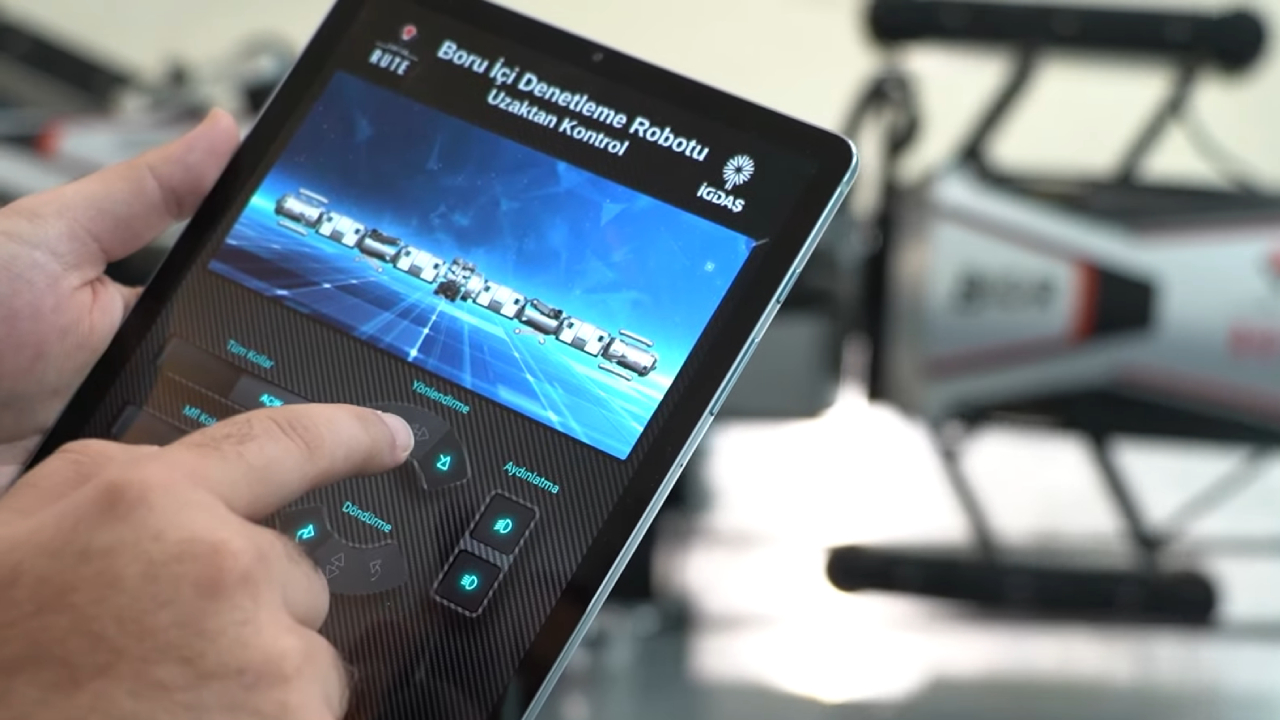 RUTE
Boru İçi Denetleme Robotu
Uzaktan Kontrol
İGDAŞ
Tüm Kollar
Yönlendirme
Aydınlatma
Döndürme